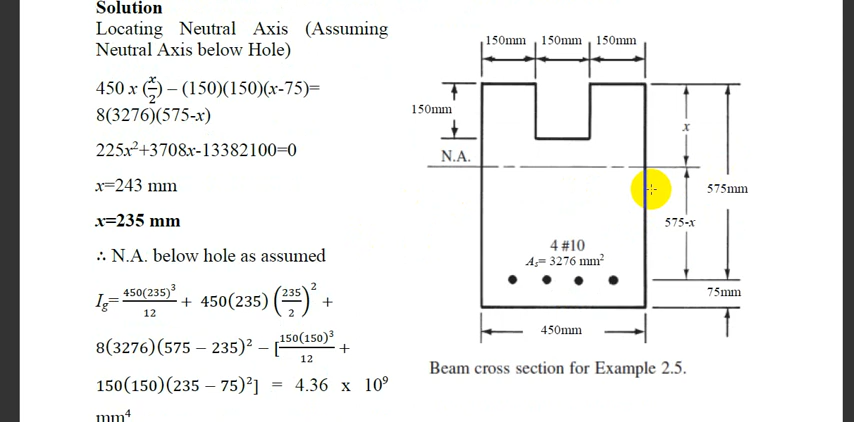 Solution
Locating Neutral Axis (Assuming
Neutral Axis below Hole)
450 x (x/2) – (150)(150)(x-75)=
8(3276)(575-x)
225x²+3708x-13382100=0
x=243 mm
x=235 mm
∴ N.A. below hole as assumed
Ig= 450(235)³/12 + 450(235) (235/2)² +
8(3276)(575 − 235)² − [150(150)³/12 +
150(150)(235 − 75)²] = 4.36 x 10⁹
mm⁴
150mm 150mm 150mm
150mm
N.A.
x
575mm
575-x
4 #10
As= 3276 mm²
75mm
450mm
Beam cross section for Example 2.5.